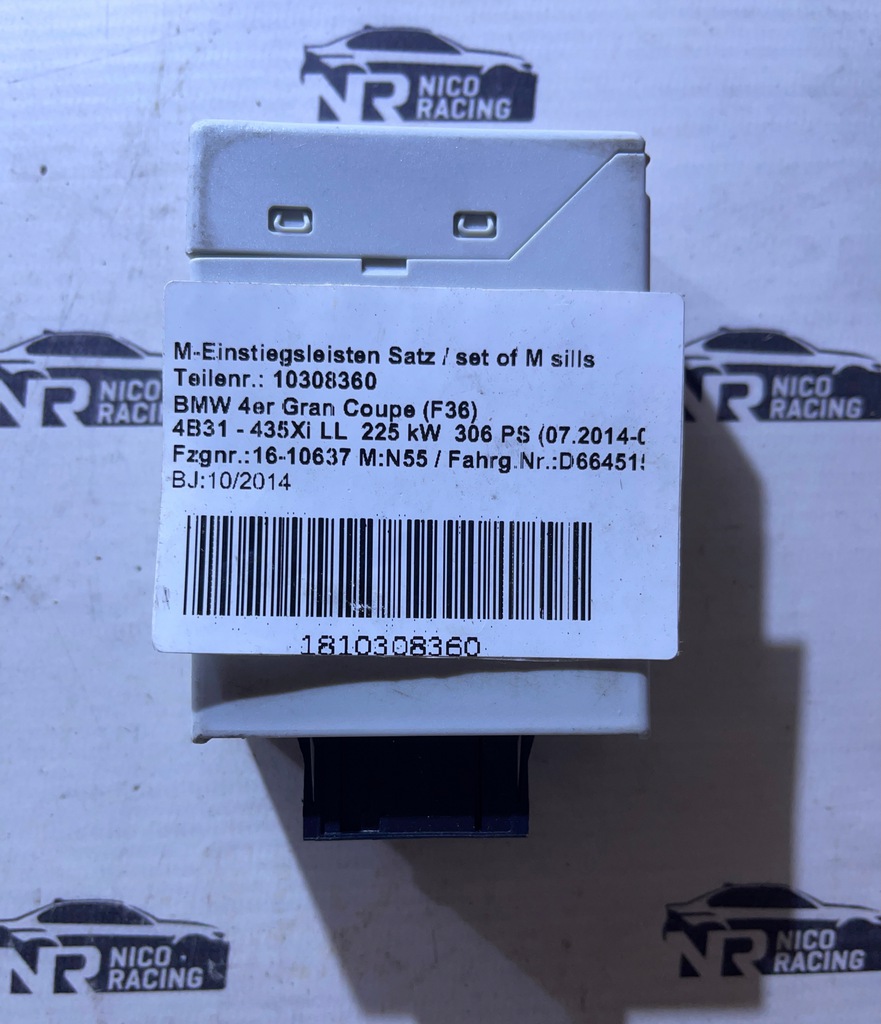 NR NICO
RACING
M-Einstiegsleisten Satz / set of M sills
Teilenr.: 10308360
BMW 4er Gran Coupe (F36)
4B31 - 435Xi LL 225 kW 306 PS (07.2014-0
Fzgnr.:16-10637 M:N55 / Fahrg.Nr.:D66451
BJ:10/2014
1810308360
NR NICO
RACING
NR NICO
RACING
NR NICO
RACING
NR NICO
RACING